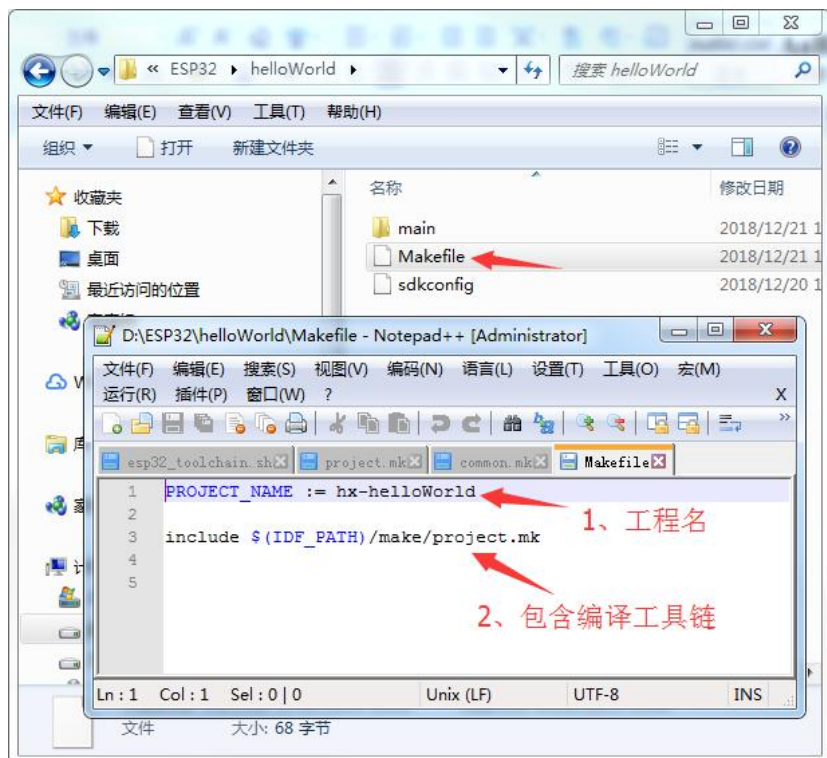 « ESP32 ▸ helloWorld ▸ 搜索 helloWorld
文件(F) 编辑(E) 查看(V) 工具(T) 帮助(H)
组织 打开 新建文件夹
名称 修改日期
收藏夹
下载
桌面
最近访问的位置
main 2018/12/21 1
Makefile 2018/12/21 1
sdkconfig 2018/12/20 1
D:\ESP32\helloWorld\Makefile - Notepad++ [Administrator]
文件(F) 编辑(E) 搜索(S) 视图(V) 编码(N) 语言(L) 设置(T) 工具(O) 宏(M)
运行(R) 插件(P) 窗口(W) ? X
esp32_toolchain.sh project.mk common.mk Makefile
1 PROJECT_NAME := hx-helloWorld
2
3 include $(IDF_PATH)/make/project.mk
4
5
1、工程名
2、包含编译工具链
Ln : 1 Col : 1 Sel : 0 | 0 Unix (LF) UTF-8 INS
文件 大小: 68 字节